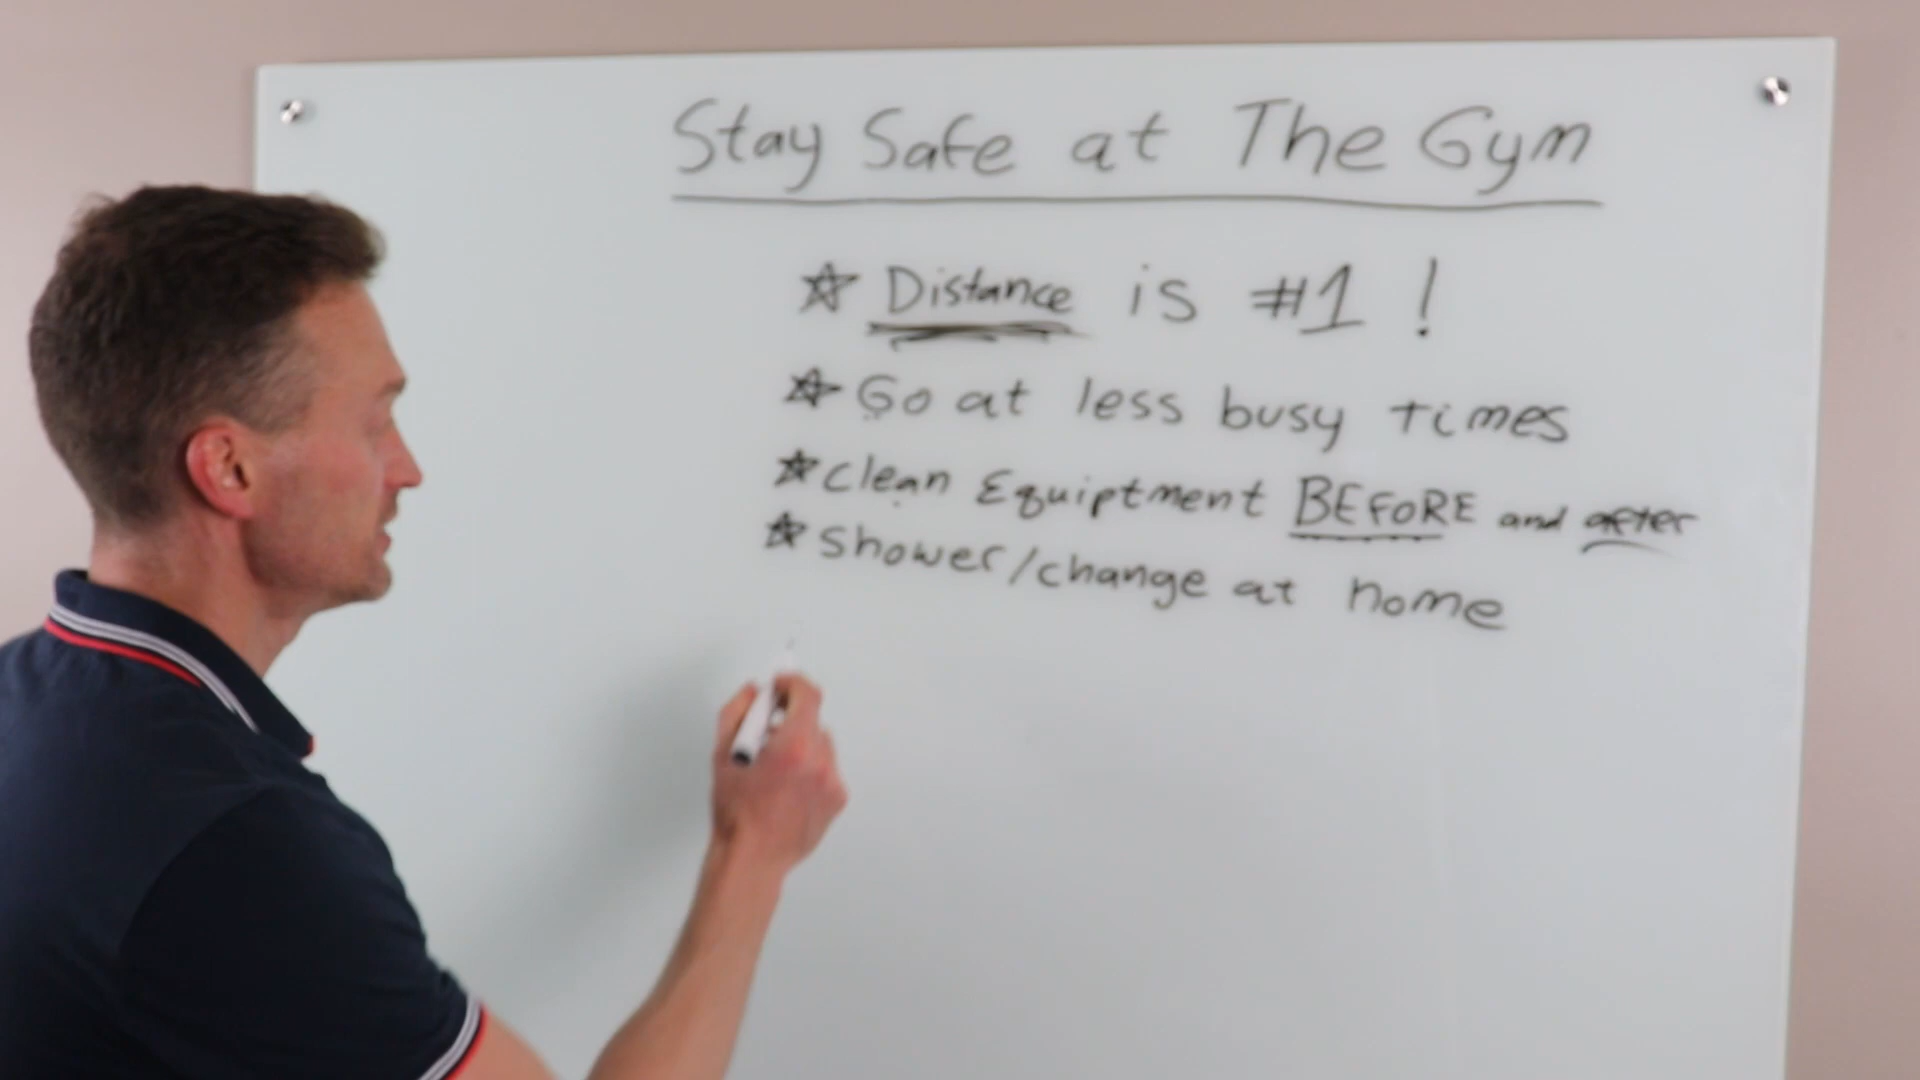 Stay Safe at The Gym
☆ Distance is #1 !
☆ Go at less busy times
☆ Clean Equiptment BEFORE and after
☆ shower/change at home